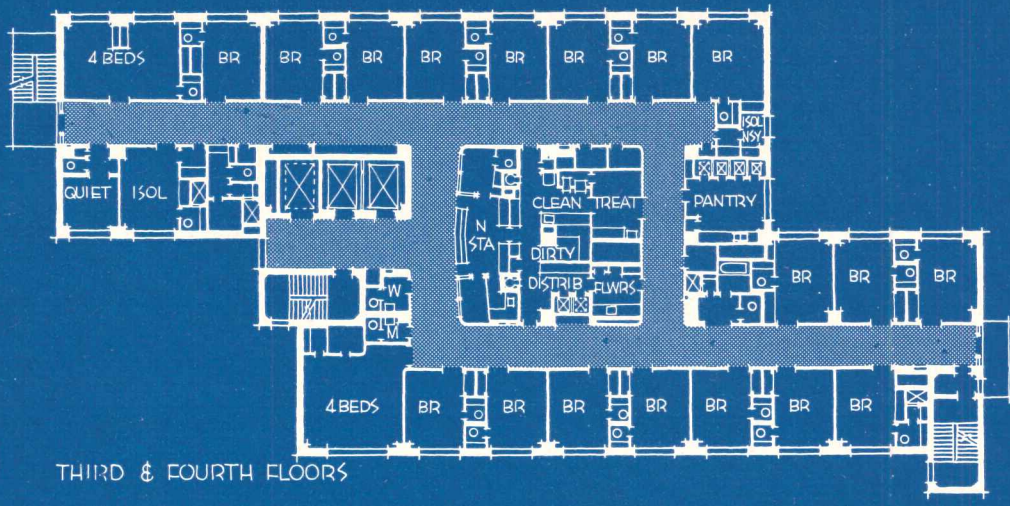 4 BEDS BR BR BR BR BR BR BR BR
ISOL
NSY
QUIET ISOL
CLEAN TREAT
PANTRY
N
STA
DIRTY
DISTRIB FLWRS
BR BR BR
W
M
4 BEDS BR BR BR BR BR BR BR
THIRD & FOURTH FLOORS